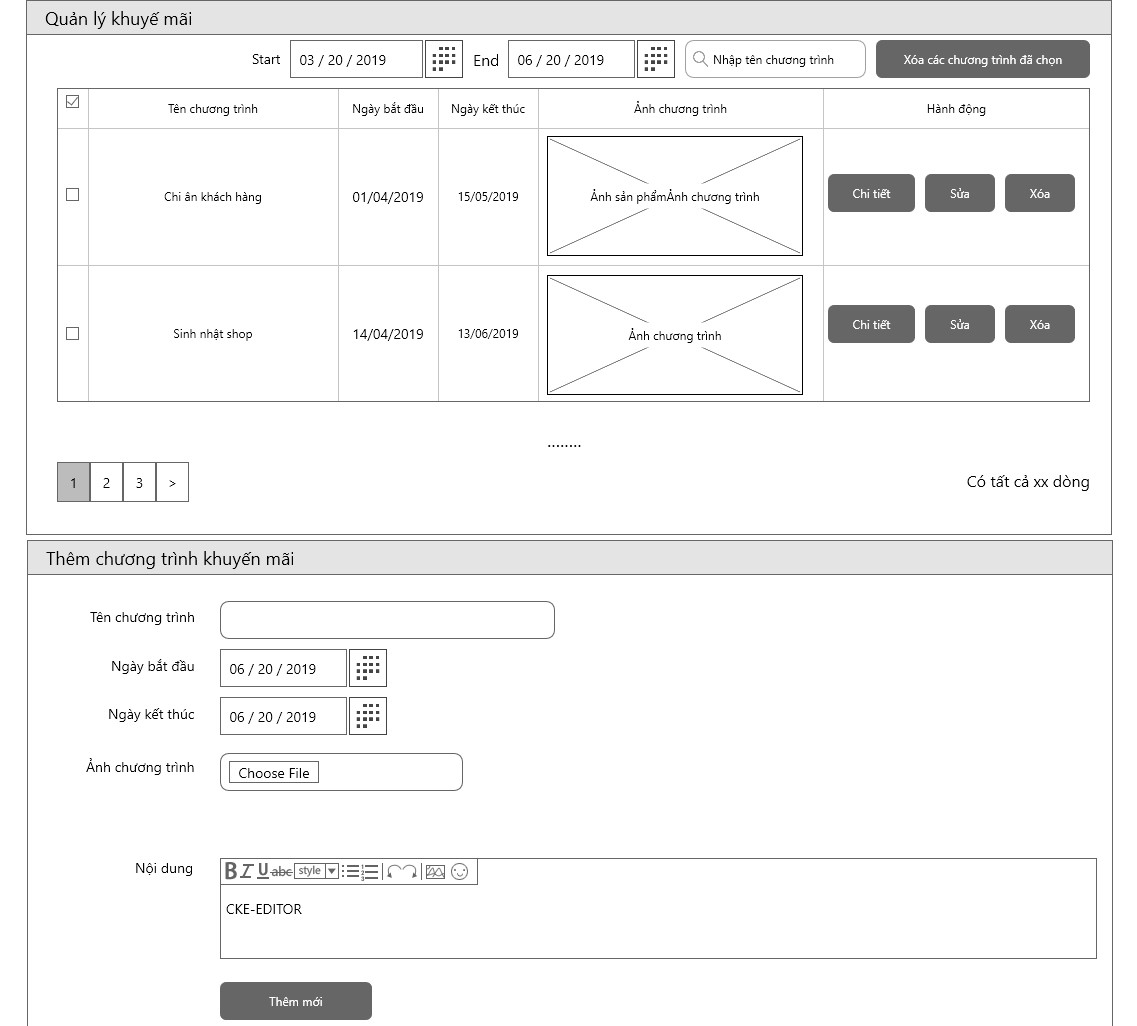 Quản lý khuyế mãi
Start 03 / 20 / 2019 End 06 / 20 / 2019 Nhập tên chương trình Xóa các chương trình đã chọn
Tên chương trình Ngày bắt đầu Ngày kết thúc Ảnh chương trình Hành động
Chi ân khách hàng 01/04/2019 15/05/2019 Ảnh sản phẩmẢnh chương trình Chi tiết Sửa Xóa
Sinh nhật shop 14/04/2019 13/06/2019 Ảnh chương trình Chi tiết Sửa Xóa
........
1 2 3 > Có tất cả xx dòng
Thêm chương trình khuyến mãi
Tên chương trình
Ngày bắt đầu 06 / 20 / 2019
Ngày kết thúc 06 / 20 / 2019
Ảnh chương trình Choose File
Nội dung B I U abc style
CKE-EDITOR
Thêm mới